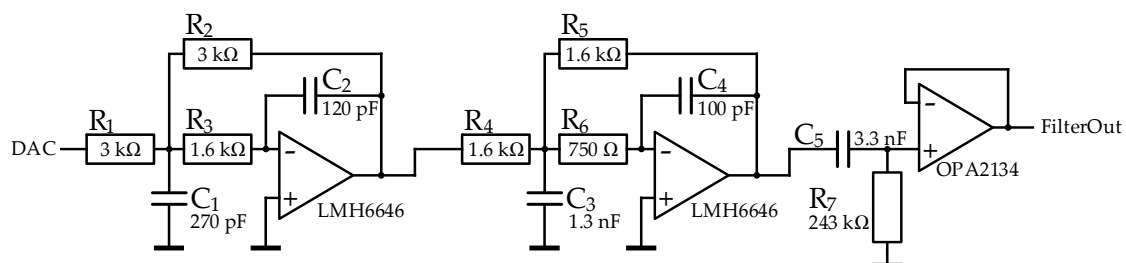 R2
3 kΩ
C2
120 pF
R1
3 kΩ
R3
1.6 kΩ
DAC
C1
270 pF
−
+
LMH6646
R5
1.6 kΩ
C4
100 pF
R4
1.6 kΩ
R6
750 Ω
C3
1.3 nF
−
+
LMH6646
C5
3.3 nF
R7
243 kΩ
−
+
OPA2134
FilterOut